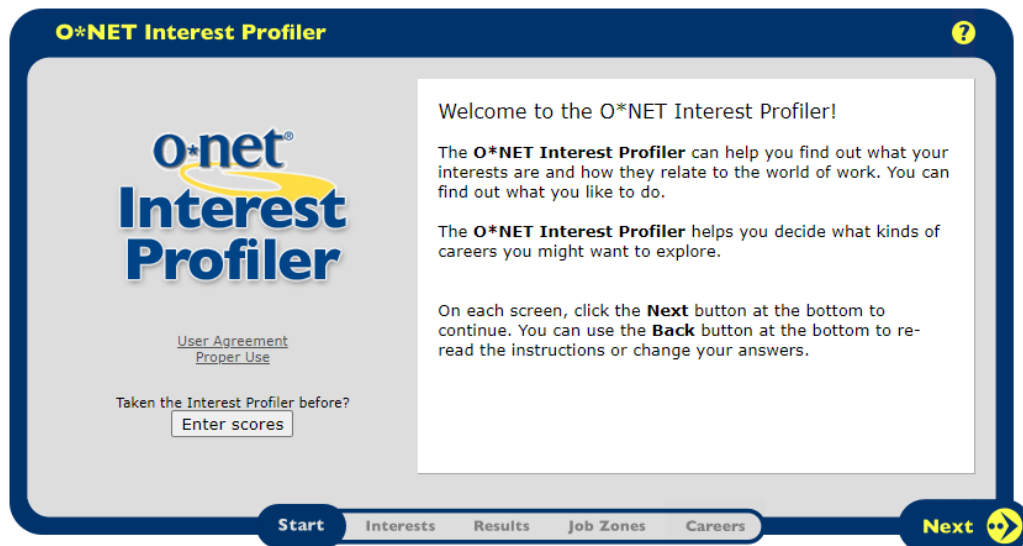 O*NET Interest Profiler
?
o*net®
Interest
Profiler
User Agreement
Proper Use
Taken the Interest Profiler before?
Enter scores
Welcome to the O*NET Interest Profiler!
The O*NET Interest Profiler can help you find out what your
interests are and how they relate to the world of work. You can
find out what you like to do.
The O*NET Interest Profiler helps you decide what kinds of
careers you might want to explore.
On each screen, click the Next button at the bottom to
continue. You can use the Back button at the bottom to re-
read the instructions or change your answers.
Start Interests Results Job Zones Careers
Next